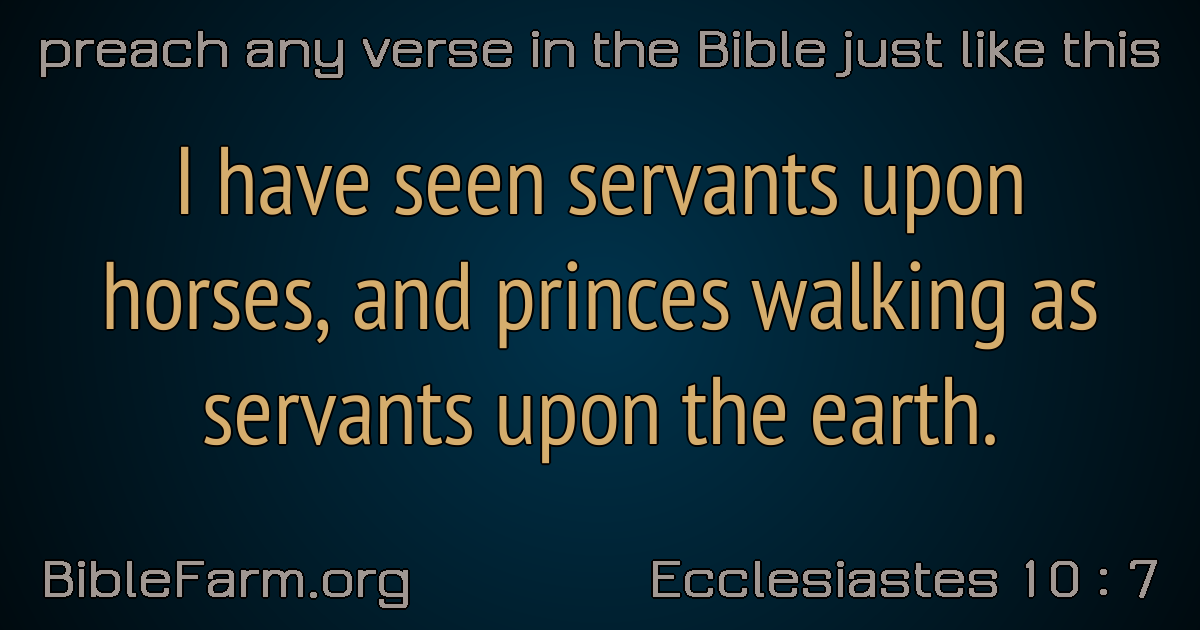 preach any verse in the Bible just like this
I have seen servants upon
horses, and princes walking as
servants upon the earth.
BibleFarm.org
Ecclesiastes 10 : 7